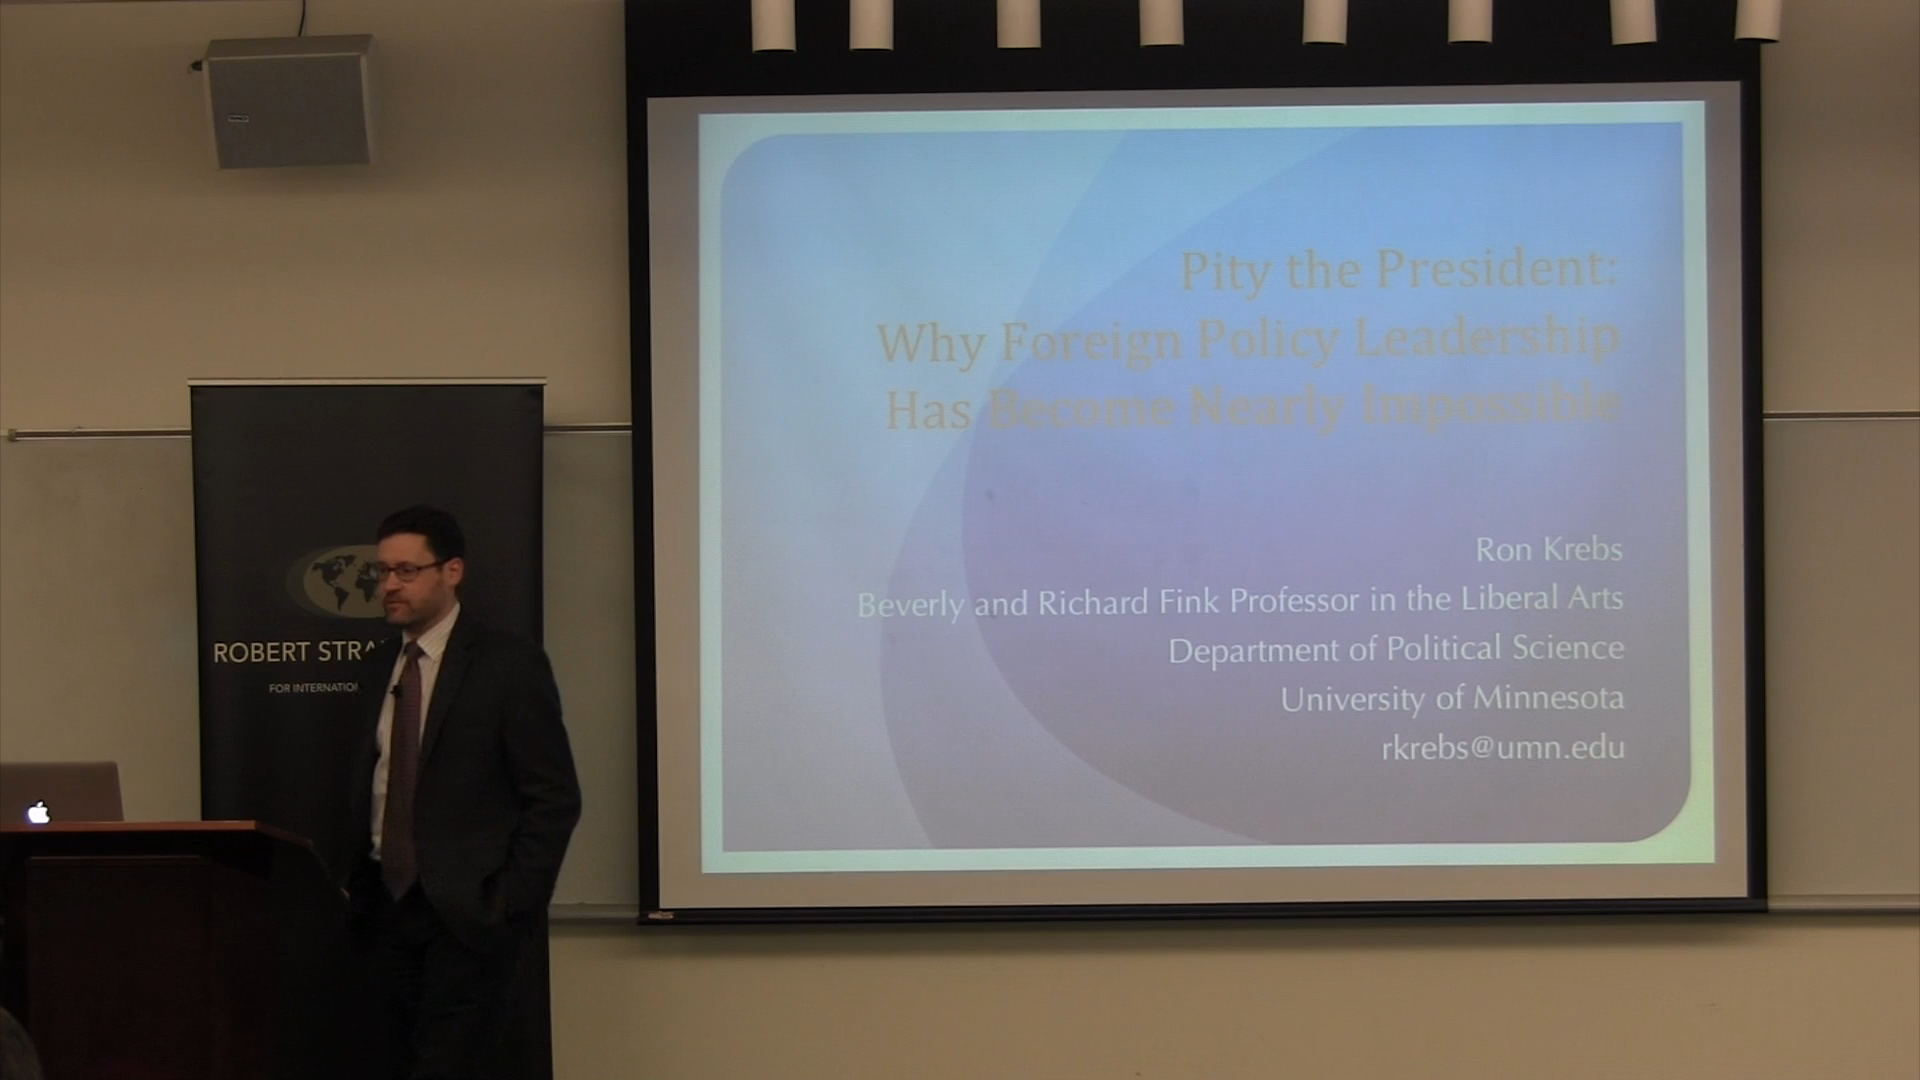 Pity the President:
Why Foreign Policy Leadership
Has Become Nearly Impossible
Ron Krebs
Beverly and Richard Fink Professor in the Liberal Arts
Department of Political Science
University of Minnesota
rkrebs@umn.edu
ROBERT STRA
FOR INTERNATIO